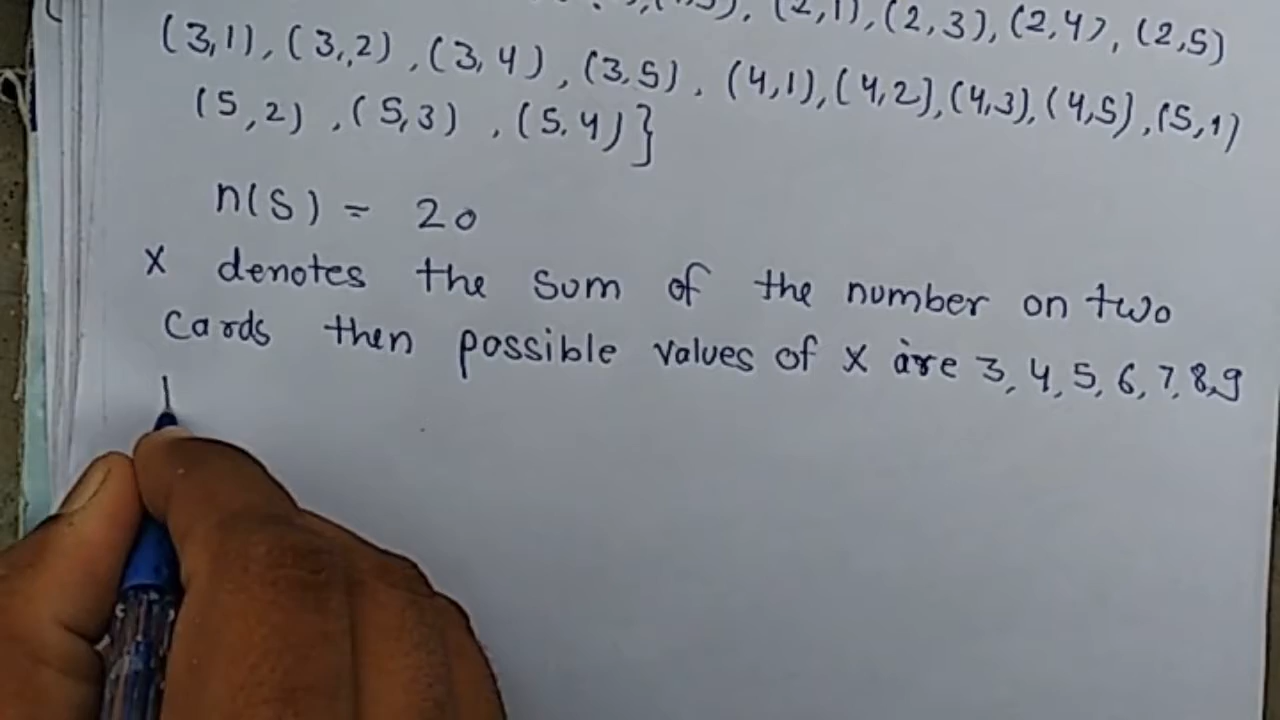 (2,1), (2,3), (2,4), (2,5)
(3,1), (3,2), (3,4), (3,5), (4,1), (4,2], (4,3), (4,5), (5,1)
(5,2), (5,3), (5,4)}
n(S) = 20
X denotes the sum of the number on two
Cards then possible values of X are 3, 4, 5, 6, 7, 8, 9